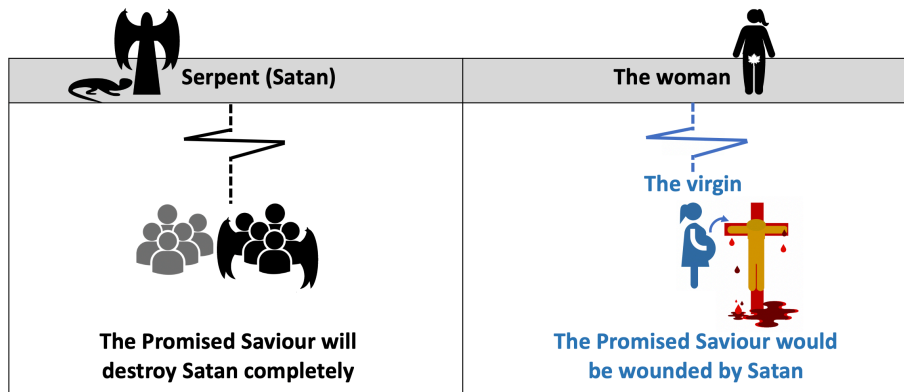 Serpent (Satan)
The woman
The virgin
The Promised Saviour will
destroy Satan completely
The Promised Saviour would
be wounded by Satan